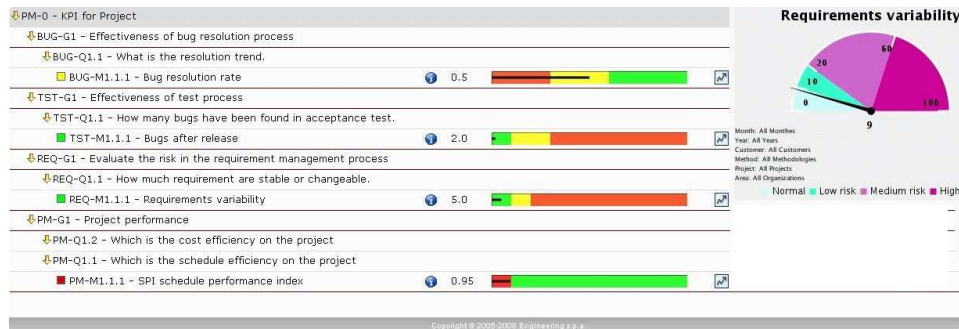 PM-0 - KPI for Project
BUG-G1 - Effectiveness of bug resolution process
BUG-Q1.1 - What is the resolution trend.
BUG-M1.1.1 - Bug resolution rate 0.5
TST-G1 - Effectiveness of test process
TST-Q1.1 - How many bugs have been found in acceptance test.
TST-M1.1.1 - Bugs after release 2.0
REQ-G1 - Evaluate the risk in the requirement management process
REQ-Q1.1 - How much requirement are stable or changeable.
REQ-M1.1.1 - Requirements variability 5.0
PM-G1 - Project performance
PM-Q1.2 - Which is the cost efficiency on the project
PM-Q1.1 - Which is the schedule efficiency on the project
PM-M1.1.1 - SPI schedule performance index 0.95
Copyright © 2005-2008 Engineering s.p.a.
Requirements variability
60
20
10
0
100
9
Month: All Monthes
Year: All Years
Customer: All Customers
Method: All Methodologies
Project: All Projects
Area: All Organizations
Normal Low risk Medium risk High